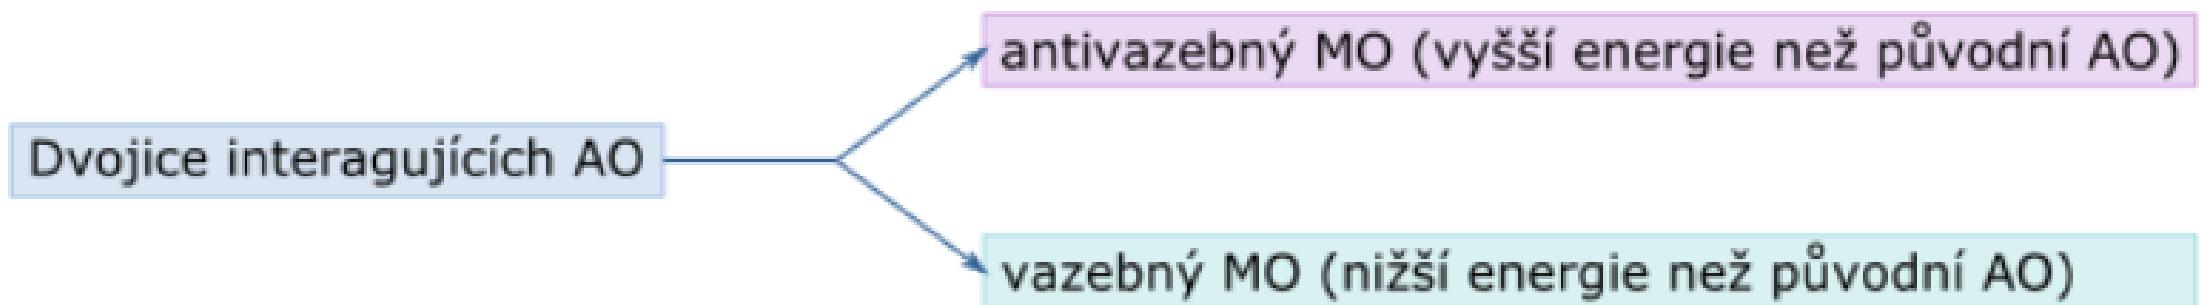 antivazebný MO (vyšší energie než původní AO)
Dvojice interagujících AO
vazebný MO (nižší energie než původní AO)